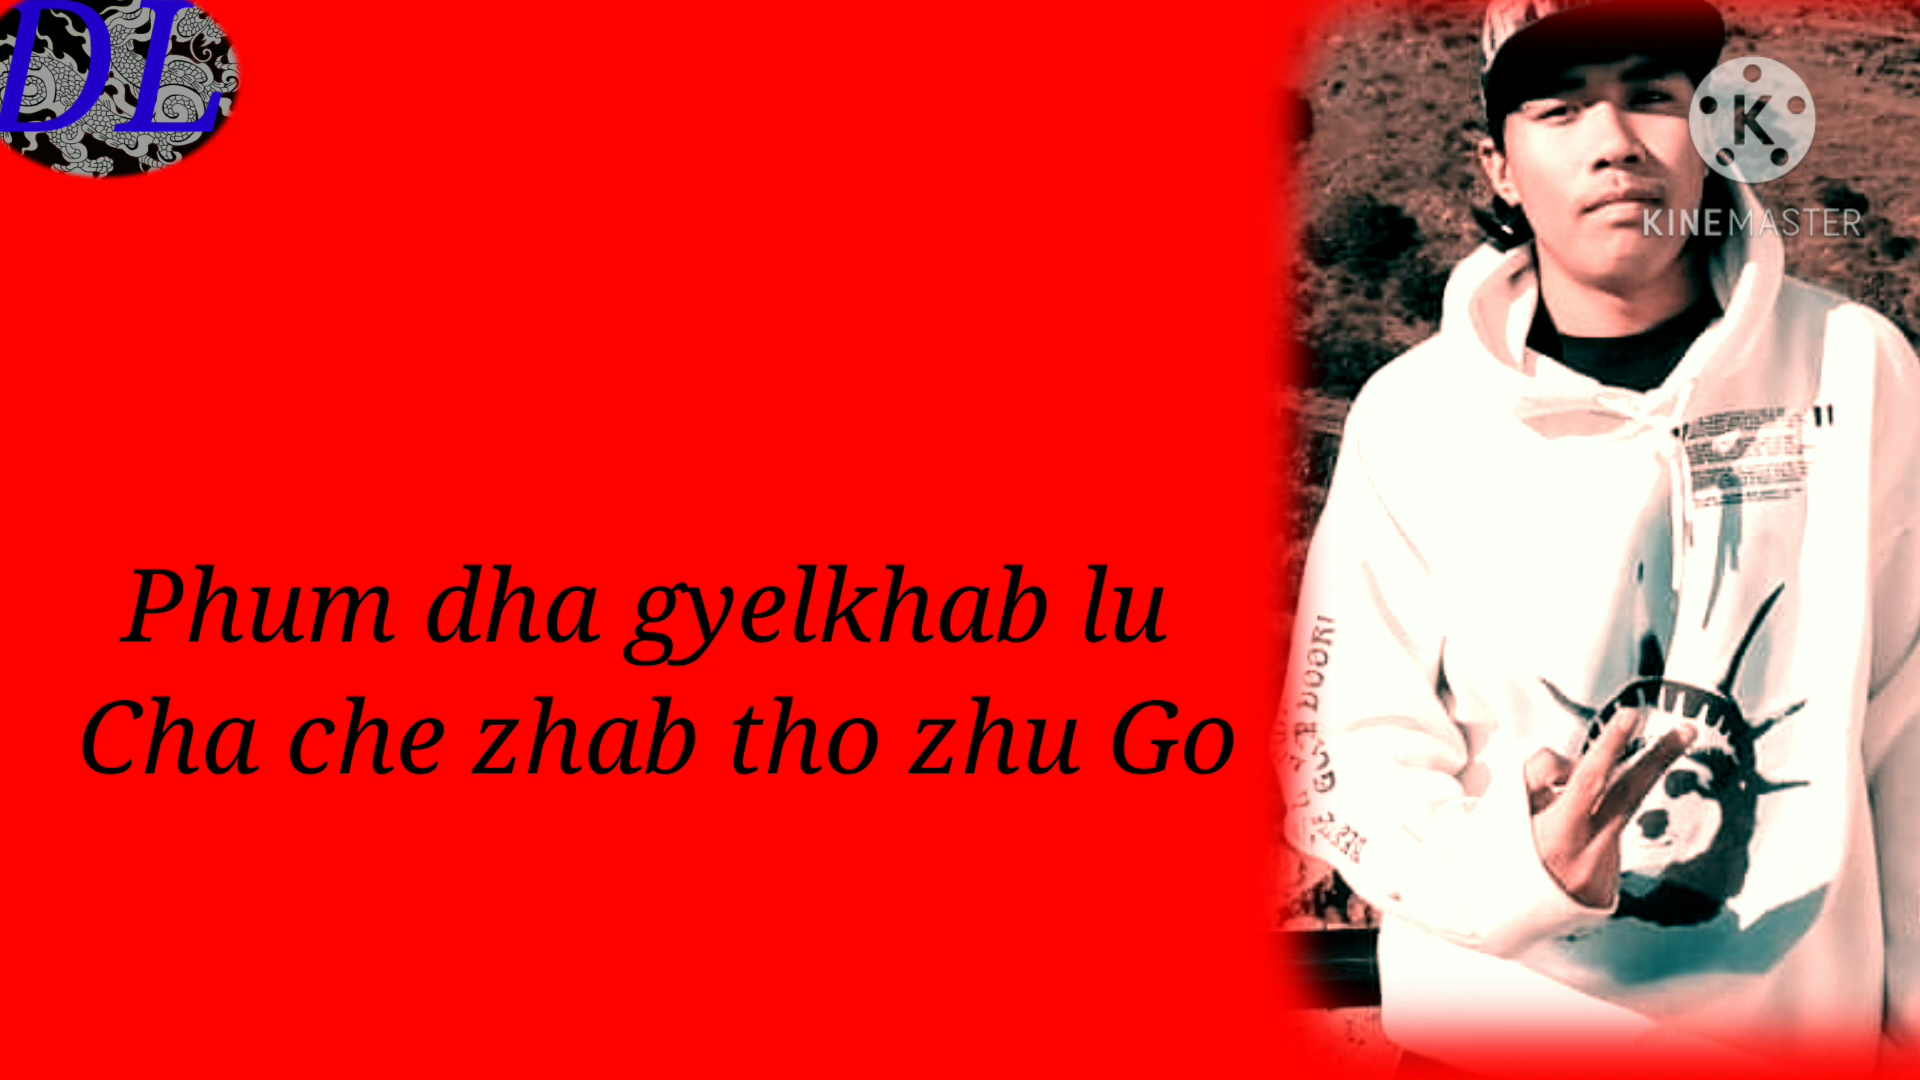 DL
K
KINEMASTER
Phum dha gyelkhab lu
Cha che zhab tho zhu Go